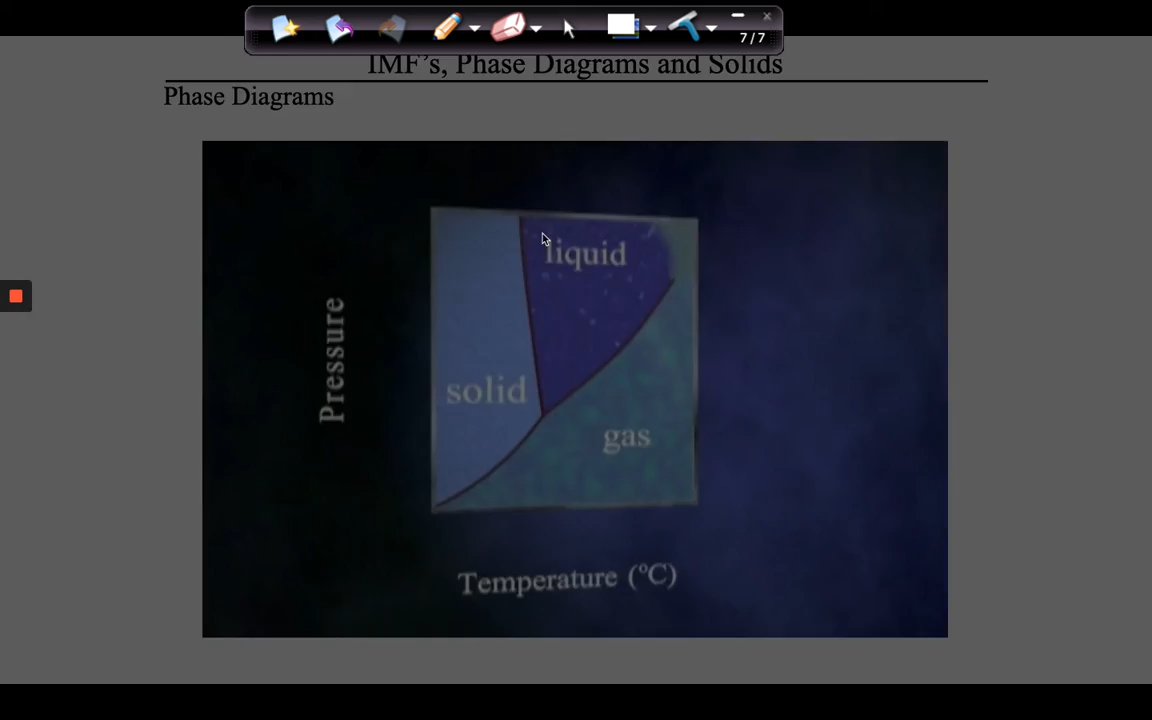 7/7
IMF's, Phase Diagrams and Solids
Phase Diagrams
liquid
Pressure
solid
gas
Temperature (°C)